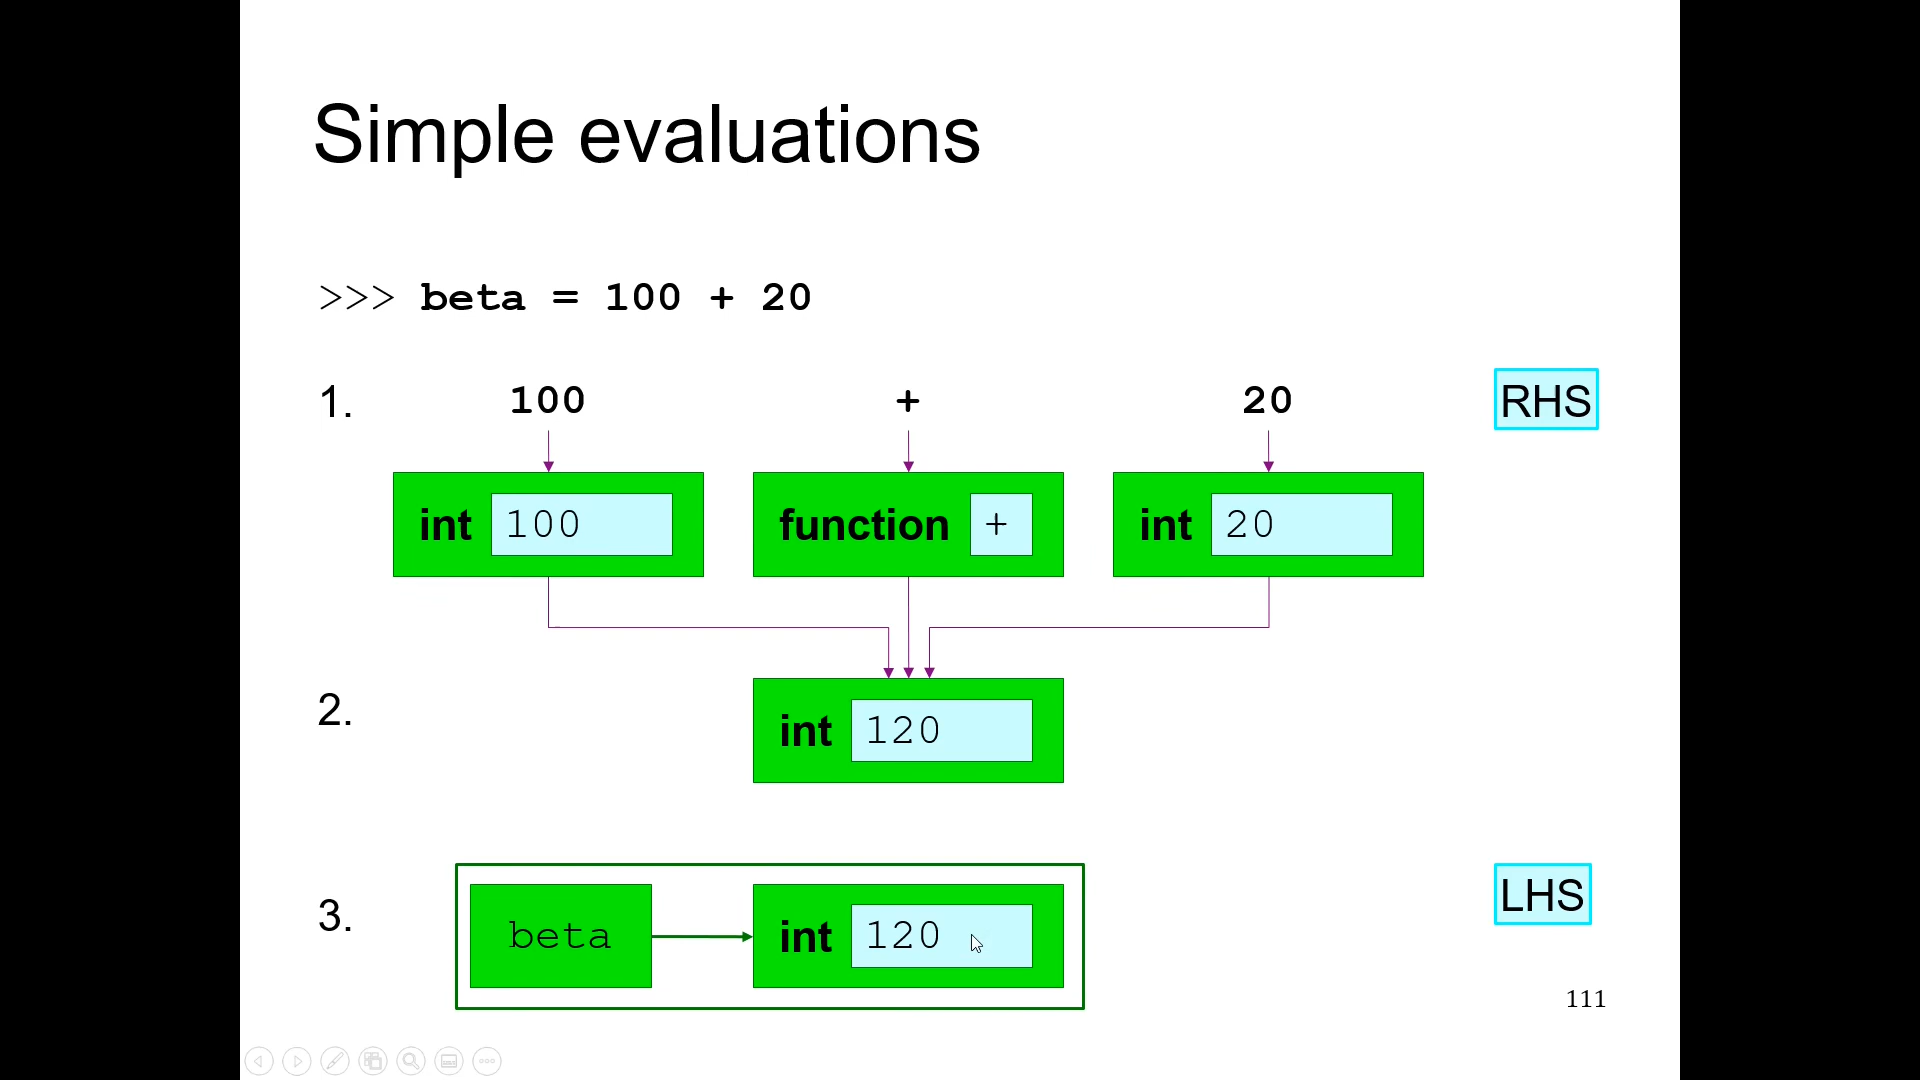 Simple evaluations
>>> beta = 100 + 20
1. 100 + 20 RHS
int 100 function + int 20
2. int 120
3. beta int 120 LHS
111